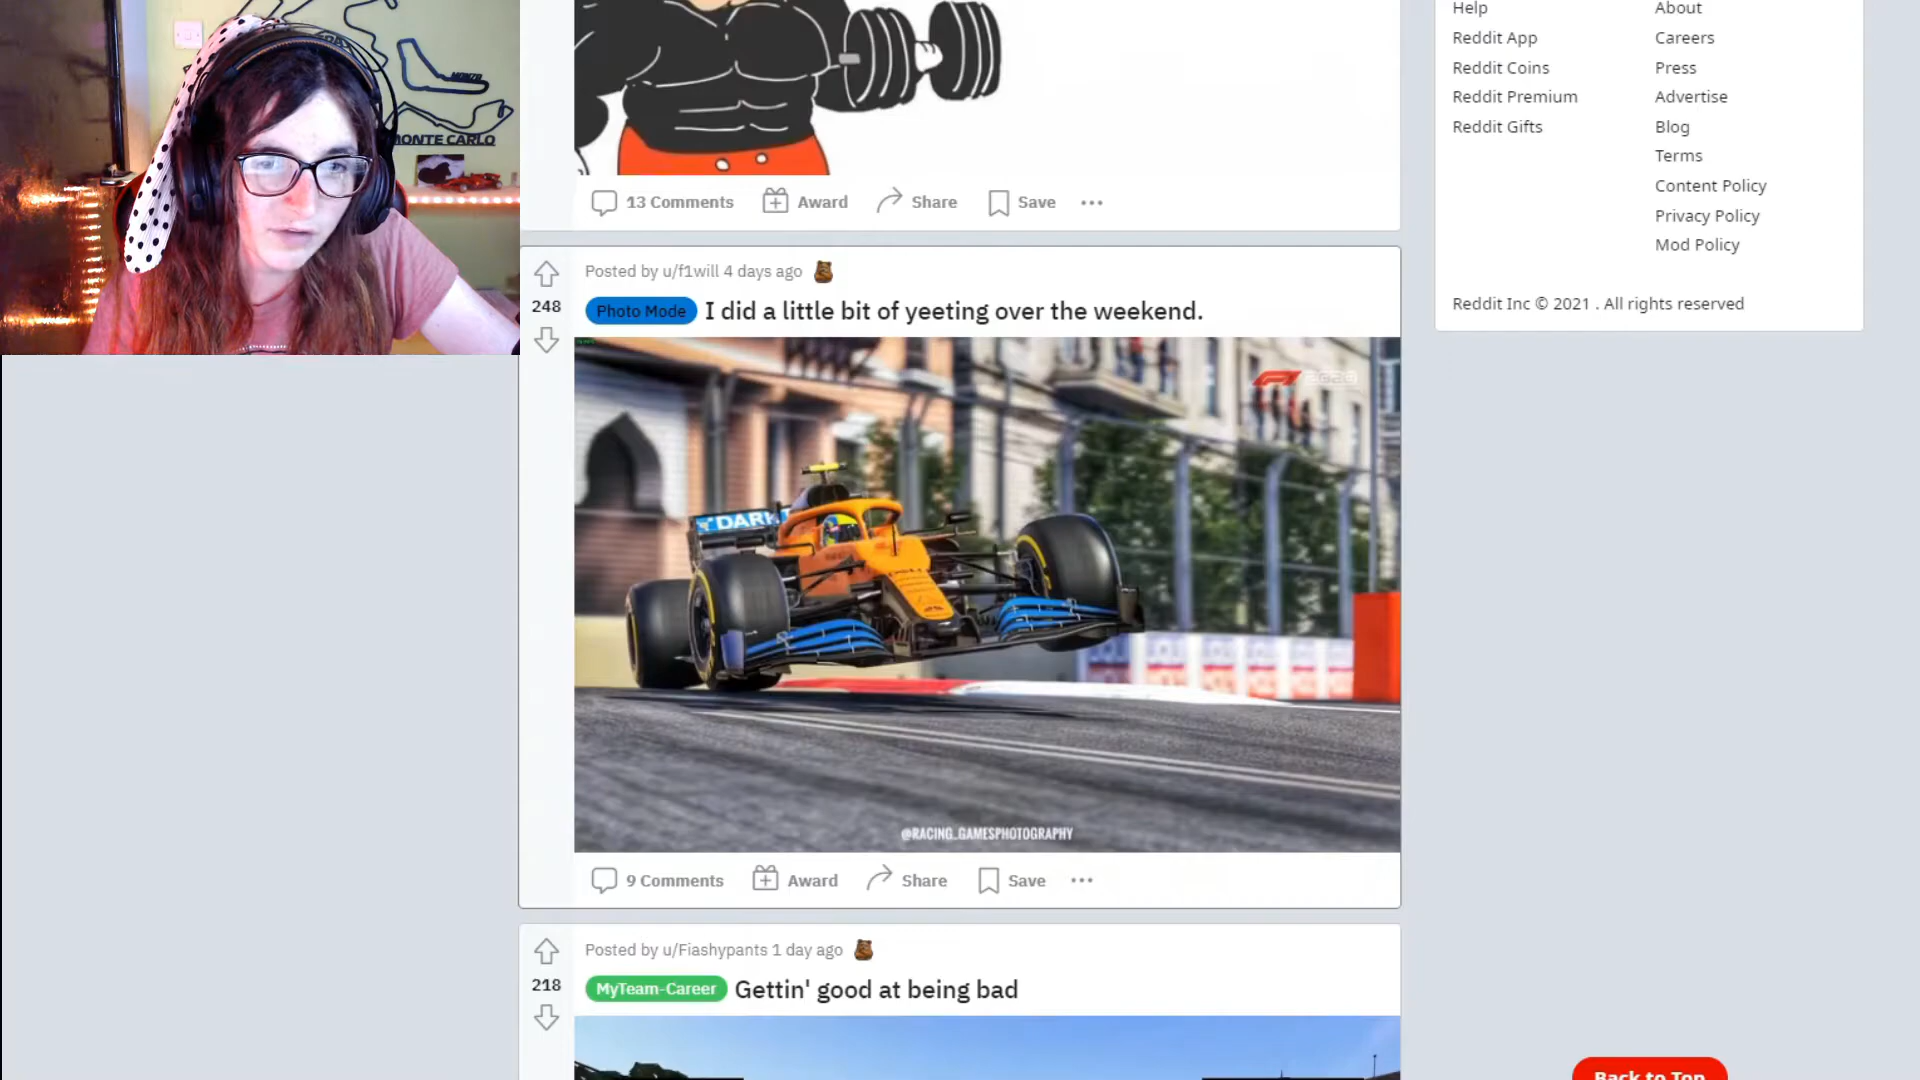 MONZA
MONTE CARLO
13 Comments
Award
Share
Save
Posted by u/f1will 4 days ago
248
Photo Mode
I did a little bit of yeeting over the weekend.
F1 2020
DARK
@RACING_GAMESPHOTOGRAPHY
9 Comments
Award
Share
Save
Posted by u/Fiashypants 1 day ago
218
MyTeam-Career
Gettin' good at being bad
Help
About
Reddit App
Careers
Reddit Coins
Press
Reddit Premium
Advertise
Reddit Gifts
Blog
Terms
Content Policy
Privacy Policy
Mod Policy
Reddit Inc © 2021 . All rights reserved
Back to Top